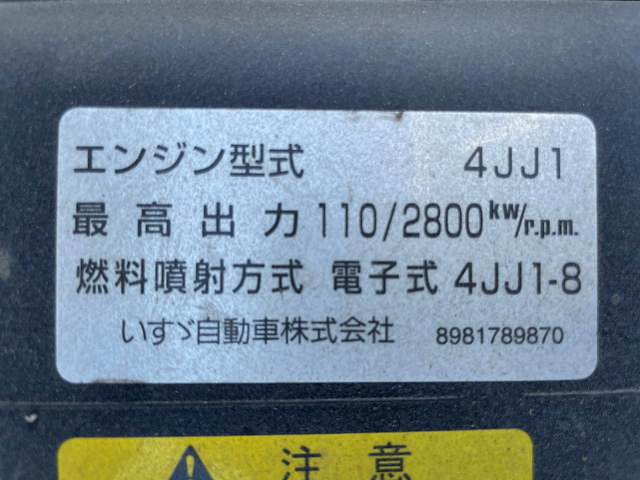 エンジン型式 4JJ1
最高出力 110/2800kw/r.p.m.
燃料噴射方式 電子式 4JJ1-8
いすゞ自動車株式会社 8981789870
注意